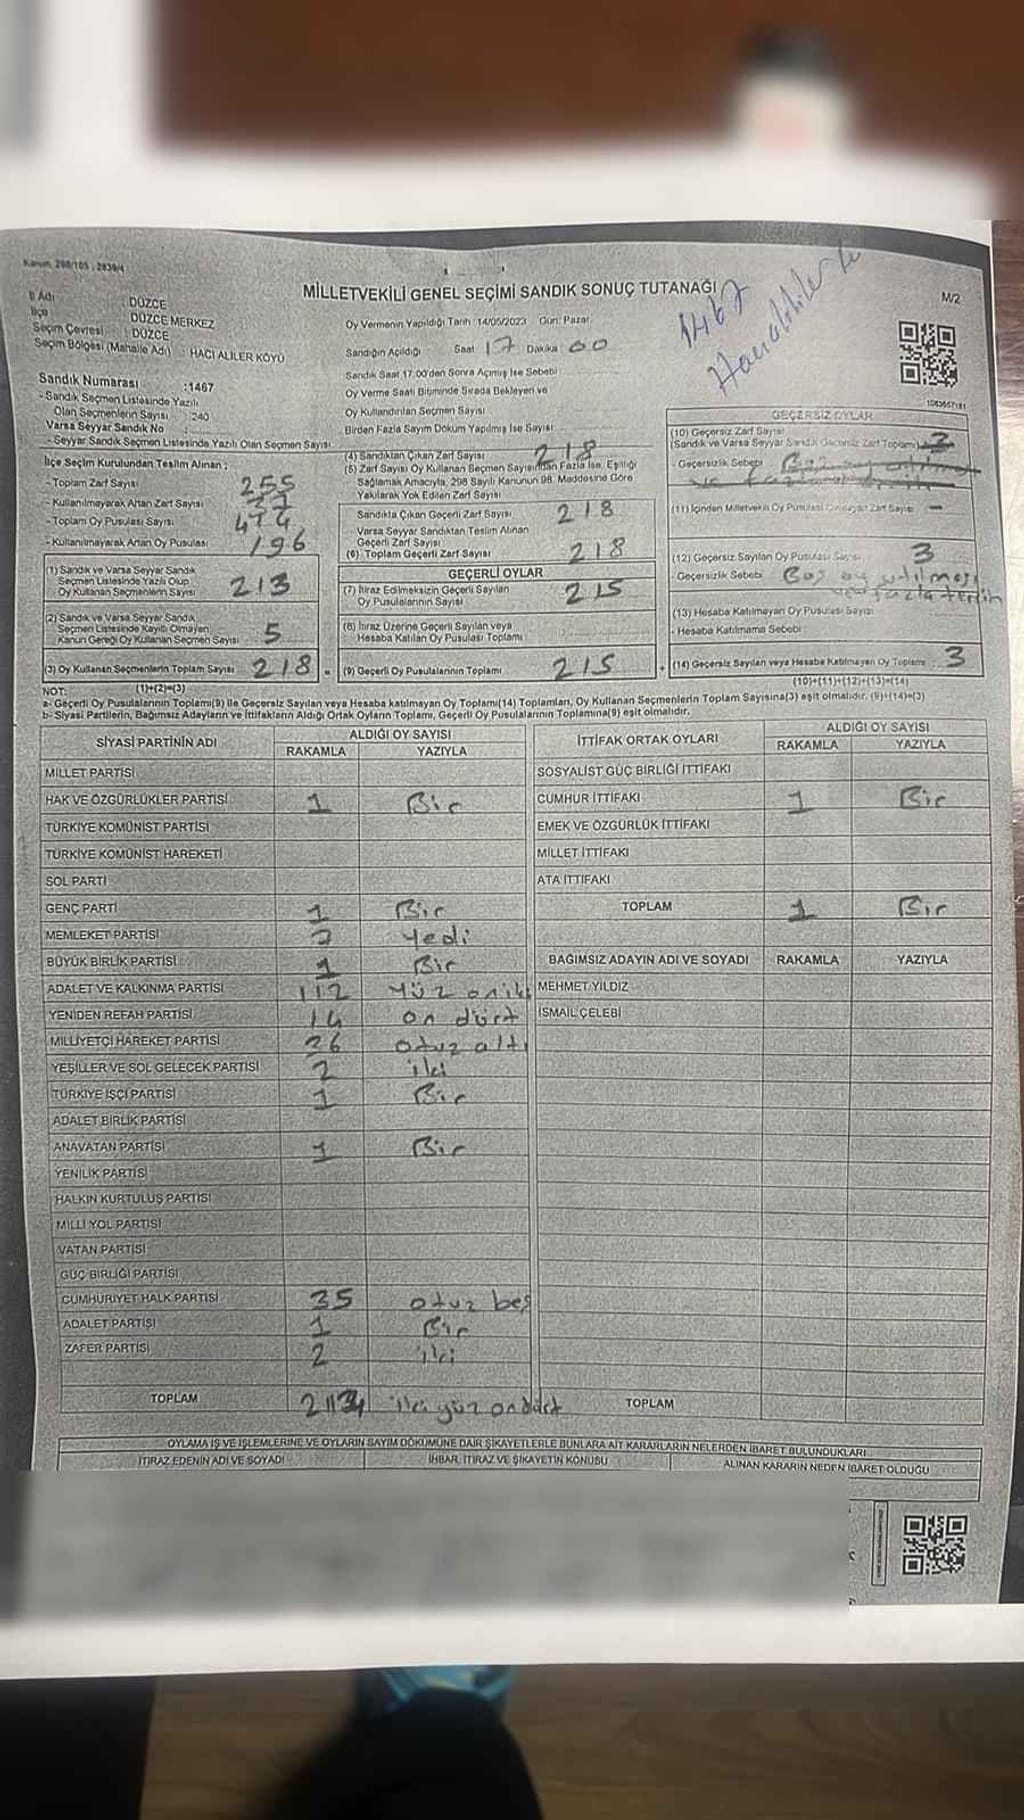 Kanun: 298/105 : 2839/4
MİLLETVEKİLİ GENEL SEÇİMİ SANDIK SONUÇ TUTANAĞI
M/2
1467
İl Adı : DÜZCE
İlçe : DÜZCE MERKEZ
Seçim Çevresi : DÜZCE
Seçim Bölgesi (Mahalle Adı) : HACI ALİLER KÖYÜ
Sandık Numarası :1467
- Sandık Seçmen Listesinde Yazılı
Olan Seçmenlerin Sayısı : 240
Varsa Seyyar Sandık No :
- Seyyar Sandık Seçmen Listesinde Yazılı Olan Seçmen Sayısı
Oy Vermenin Yapıldığı Tarih :14/05/2023 Gün: Pazar
Sandığın Açıldığı Saat 17 Dakika 00
Sandık Saat 17:00'den Sonra Açılmış İse Sebebi
Oy Verme Saati Bitiminde Sırada Bekleyen ve
Oy Kullandırılan Seçmen Sayısı
Birden Fazla Sayım Döküm Yapılmış İse Sayısı
İlçe Seçim Kurulundan Teslim Alınan ;
- Toplam Zarf Sayısı 255
- Kullanılmayarak Artan Zarf Sayısı 37
- Toplam Oy Pusulası Sayısı 414
- Kullanılmayarak Artan Oy Pusulası 196
(1) Sandık ve Varsa Seyyar Sandık
Seçmen Listesinde Yazılı Olup
Oy Kullanan Seçmenlerin Sayısı 213
(2) Sandık ve Varsa Seyyar Sandık
Seçmen Listesinde Kayıtlı Olmayan
Kanun Gereği Oy Kullanan Seçmen Sayısı 5
(3) Oy Kullanan Seçmenlerin Toplam Sayısı 218
(1)+(2)=(3)
(4) Sandıktan Çıkan Zarf Sayısı 218
(5) Zarf Sayısı Oy Kullanan Seçmen Sayısından Fazla İse, Eşitliği
Sağlamak Amacıyla, 298 Sayılı Kanunun 98. Maddesine Göre
Yakılarak Yok Edilen Zarf Sayısı
Sandıkta Çıkan Geçerli Zarf Sayısı 218
Varsa Seyyar Sandıktan Teslim Alınan
Geçerli Zarf Sayısı
(6) Toplam Geçerli Zarf Sayısı 218
GEÇERLİ OYLAR
(7) İtiraz Edilmeksizin Geçerli Sayılan
Oy Pusulalarının Sayısı 215
(8) İtiraz Üzerine Geçerli Sayılan veya
Hesaba Katılan Oy Pusulası Toplamı
(9) Geçerli Oy Pusulalarının Toplamı 215
1083657181
GEÇERSİZ OYLAR
(10) Geçersiz Zarf Sayısı
(Sandık ve Varsa Seyyar Sandık Geçersiz Zarf Toplamı) 3
- Geçersizlik Sebebi
(11) İçinden Milletvekili Oy Pusulası Çıkmayan Zarf Sayısı -
(12) Geçersiz Sayılan Oy Pusulası Sayısı 3
- Geçersizlik Sebebi Boş oy atılması
ve fazla tercih
(13) Hesaba Katılmayan Oy Pusulası Sayısı
- Hesaba Katılmama Sebebi
(14) Geçersiz Sayılan veya Hesaba Katılmayan Oy Toplamı 3
(10)+(11)+(12)+(13)=(14)
NOT:
a- Geçerli Oy Pusulalarının Toplamı(9) ile Geçersiz Sayılan veya Hesaba katılmayan Oy Toplamı(14) Toplamları, Oy Kullanan Seçmenlerin Toplam Sayısına(3) eşit olmalıdır. (9)+(14)=(3)
b- Siyasi Partilerin, Bağımsız Adayların ve İttifakların Aldığı Ortak Oyların Toplamı, Geçerli Oy Pusulalarının Toplamına(9) eşit olmalıdır.
SİYASİ PARTİNİN ADI ALDIĞI OY SAYISI
RAKAMLA YAZIYLA
MİLLET PARTİSİ
HAK VE ÖZGÜRLÜKLER PARTİSİ 1 Bir
TÜRKİYE KOMÜNİST PARTİSİ
TÜRKİYE KOMÜNİST HAREKETİ
SOL PARTİ
GENÇ PARTİ 1 Bir
MEMLEKET PARTİSİ 7 Yedi
BÜYÜK BİRLİK PARTİSİ 1 Bir
ADALET VE KALKINMA PARTİSİ 112 Yüz oniki
YENİDEN REFAH PARTİSİ 14 on dört
MİLLİYETÇİ HAREKET PARTİSİ 36 otuz altı
YEŞİLLER VE SOL GELECEK PARTİSİ 2 iki
TÜRKİYE İŞÇİ PARTİSİ 1 Bir
ADALET BİRLİK PARTİSİ
ANAVATAN PARTİSİ 1 Bir
YENİLİK PARTİSİ
HALKIN KURTULUŞ PARTİSİ
MİLLİ YOL PARTİSİ
VATAN PARTİSİ
GÜÇ BİRLİĞİ PARTİSİ
CUMHURİYET HALK PARTİSİ 35 otuz beş
ADALET PARTİSİ 1 Bir
ZAFER PARTİSİ 2 iki
TOPLAM iki yüz ondört
İTTİFAK ORTAK OYLARI ALDIĞI OY SAYISI
RAKAMLA YAZIYLA
SOSYALİST GÜÇ BİRLİĞİ İTTİFAKI
CUMHUR İTTİFAKI 1 Bir
EMEK VE ÖZGÜRLÜK İTTİFAKI
MİLLET İTTİFAKI
ATA İTTİFAKI
TOPLAM 1 Bir
BAĞIMSIZ ADAYIN ADI VE SOYADI RAKAMLA YAZIYLA
MEHMET YILDIZ
İSMAİL ÇELEBİ
TOPLAM
OYLAMA İŞ VE İŞLEMLERİNE VE OYLARIN SAYIM DÖKÜMÜNE DAİR ŞİKAYETLERLE BUNLARA AİT KARARLARIN NELERDEN İBARET BULUNDUKLARI
İTİRAZ EDENİN ADI VE SOYADI İHBAR, İTİRAZ VE ŞİKAYETİN KONUSU ALINAN KARARIN NEDEN İBARET OLDUĞU